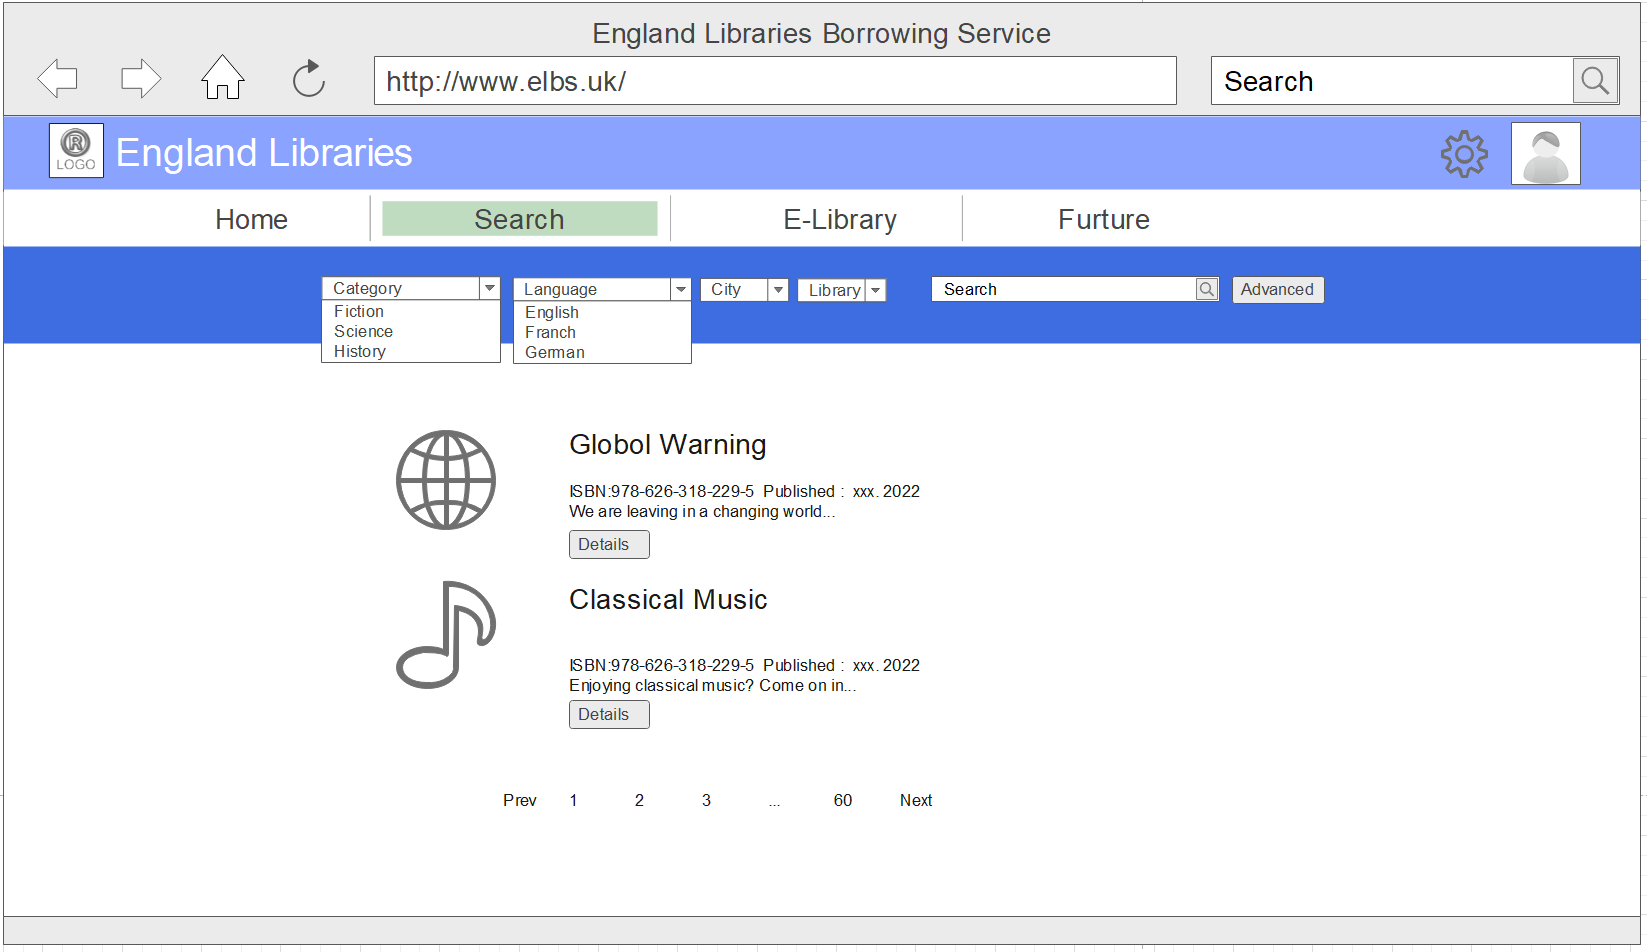 England Libraries Borrowing Service
http://www.elbs.uk/
Search
®
LOGO
England Libraries
Home
Search
E-Library
Furture
Category
Fiction
Science
History
Language
English
Franch
German
City
Library
Search
Advanced
Globol Warning
ISBN:978-626-318-229-5 Published : xxx. 2022
We are leaving in a changing world...
Details
Classical Music
ISBN:978-626-318-229-5 Published : xxx. 2022
Enjoying classical music? Come on in...
Details
Prev 1 2 3 ... 60 Next